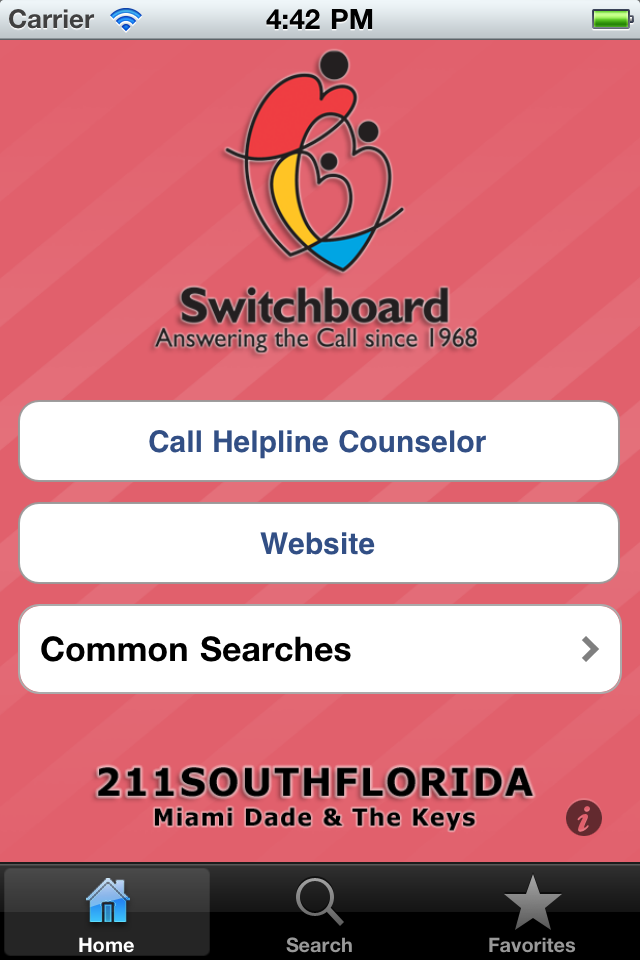 Carrier 4:42 PM
Switchboard
Answering the Call since 1968
Call Helpline Counselor
Website
Common Searches
211SOUTHFLORIDA
Miami Dade & The Keys
i
Home Search Favorites